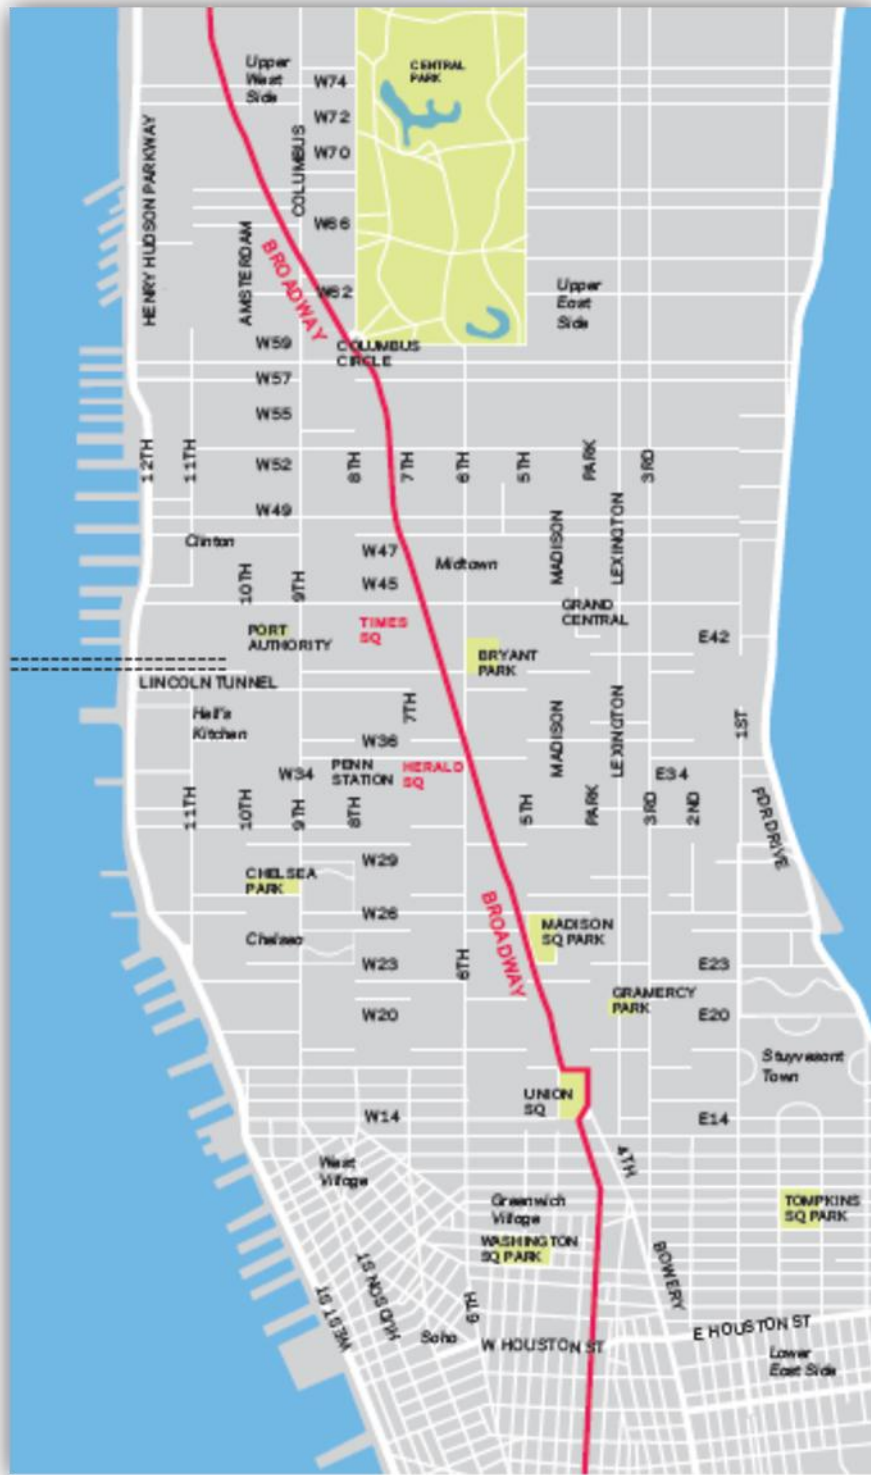 Upper
West
Side
CENTRAL
PARK
W74
W72
COLUMBUS
W70
HENRY HUDSON PARKWAY
W66
AMSTERDAM
BROADWAY
W62
Upper
East
Side
W59
COLUMBUS
CIRCLE
W57
W55
12TH
11TH
W52
8TH
7TH
6TH
5TH
PARK
3RD
W49
Clinton
W47
Midtown
MADISON
LEXINGTON
W45
10TH
9TH
GRAND
CENTRAL
PORT
AUTHORITY
TIMES
SQ
E42
BRYANT
PARK
LINCOLN TUNNEL
Hell's
Kitchen
7TH
MADISON
LEXINGTON
1ST
W36
W34
PENN
STATION
HERALD
SQ
E34
11TH
10TH
9TH
8TH
5TH
PARK
3RD
2ND
FDR DRIVE
W29
CHELSEA
PARK
W26
BROADWAY
MADISON
SQ PARK
Chelsea
W23
6TH
E23
GRAMERCY
PARK
W20
E20
Stuyvesant
Town
UNION
SQ
W14
E14
West
Village
4TH
Greenwich
Village
TOMPKINS
SQ PARK
WASHINGTON
SQ PARK
HUDSON ST
BOWERY
WEST ST
6TH
Soho
W HOUSTON ST
E HOUSTON ST
Lower
East Side